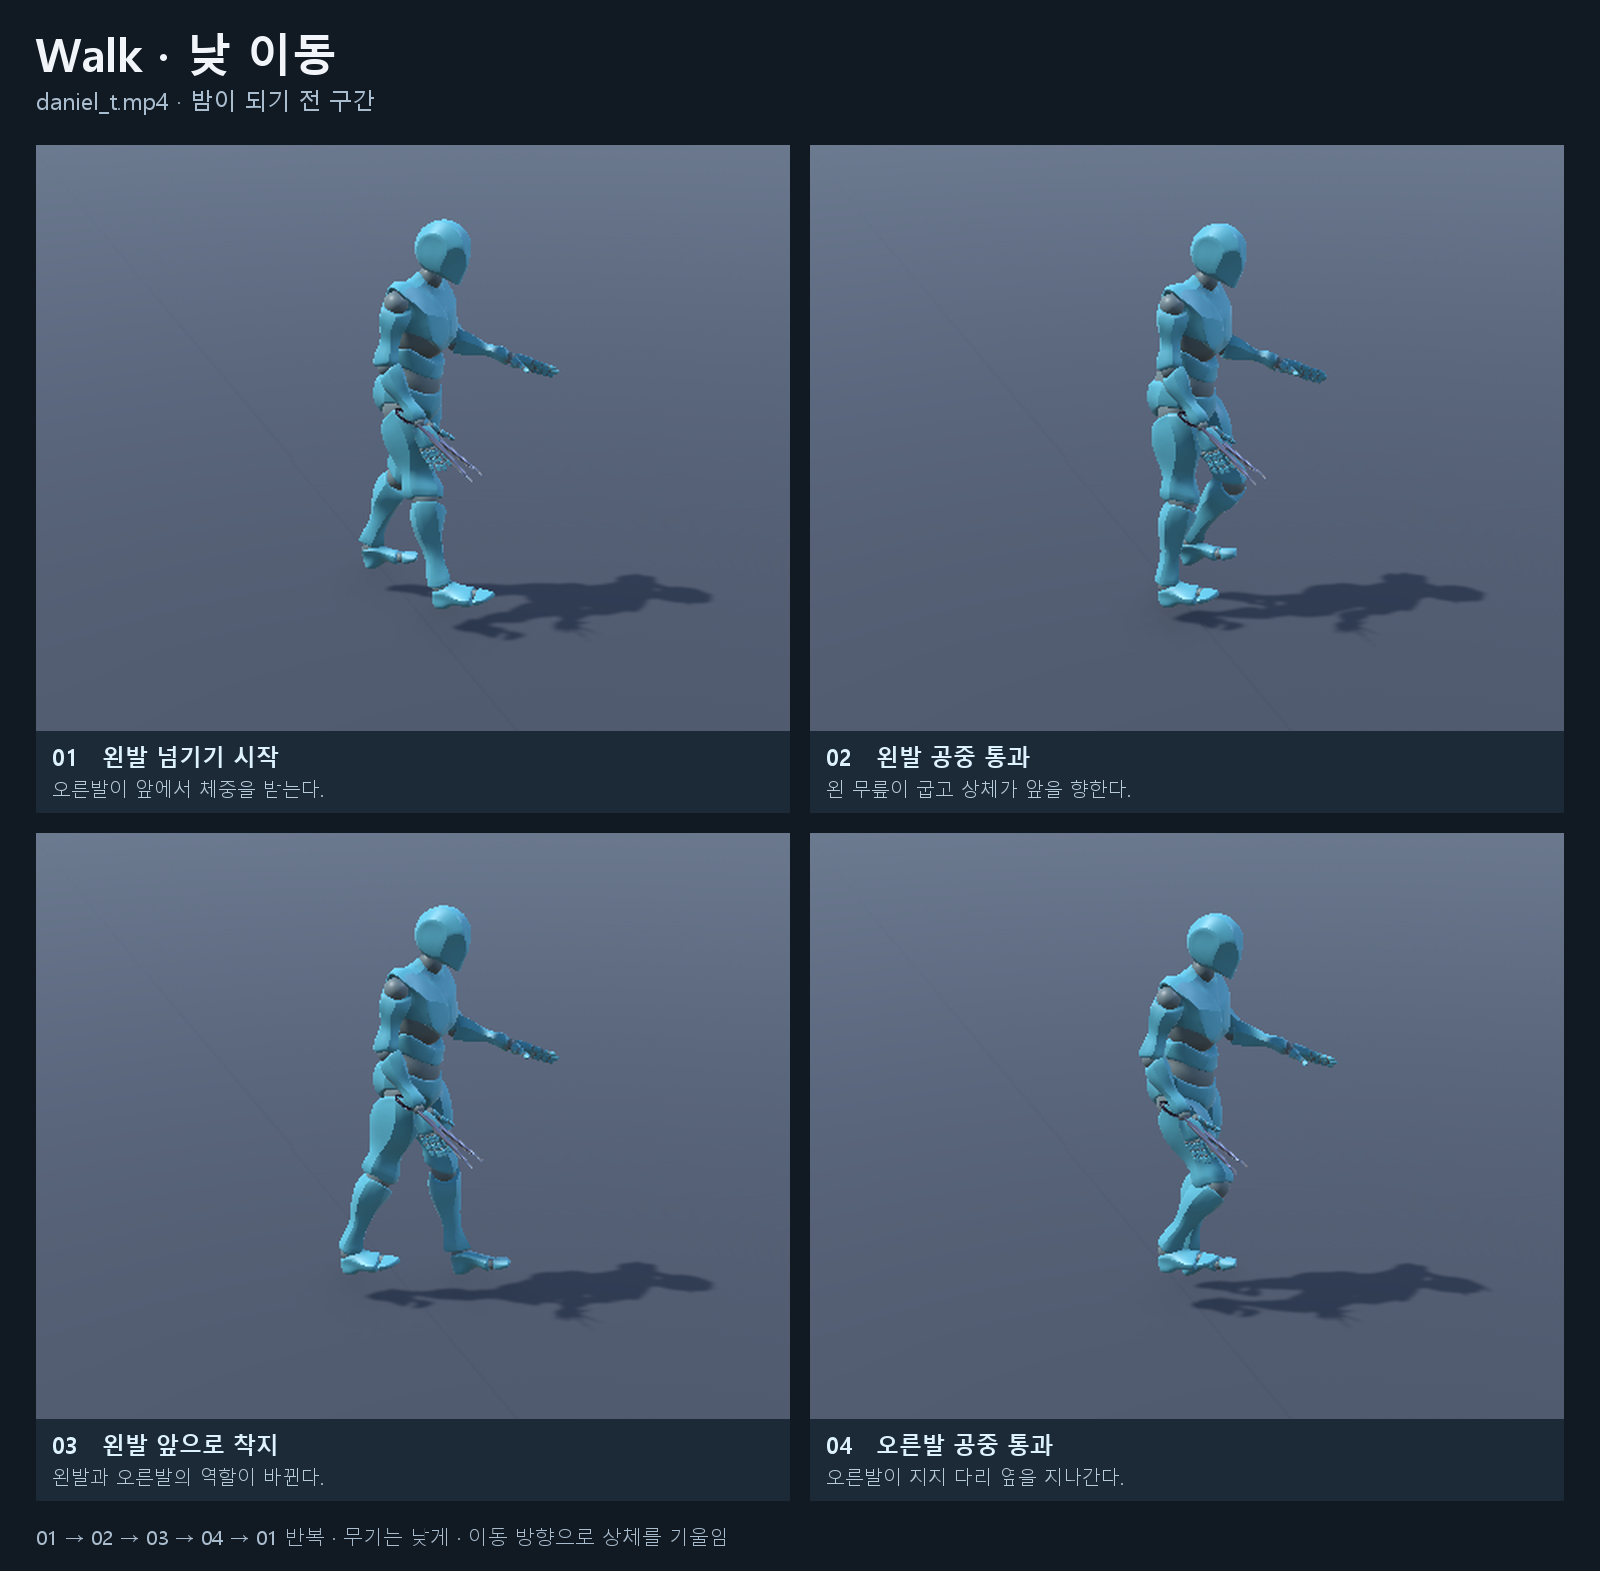 Walk · 낮 이동
daniel_t.mp4 · 밤이 되기 전 구간
01 왼발 넘기기 시작
오른발이 앞에서 체중을 받는다.
02 왼발 공중 통과
왼 무릎이 굽고 상체가 앞을 향한다.
03 왼발 앞으로 착지
왼발과 오른발의 역할이 바뀐다.
04 오른발 공중 통과
오른발이 지지 다리 옆을 지나간다.
01 → 02 → 03 → 04 → 01 반복 · 무기는 낮게 · 이동 방향으로 상체를 기울임